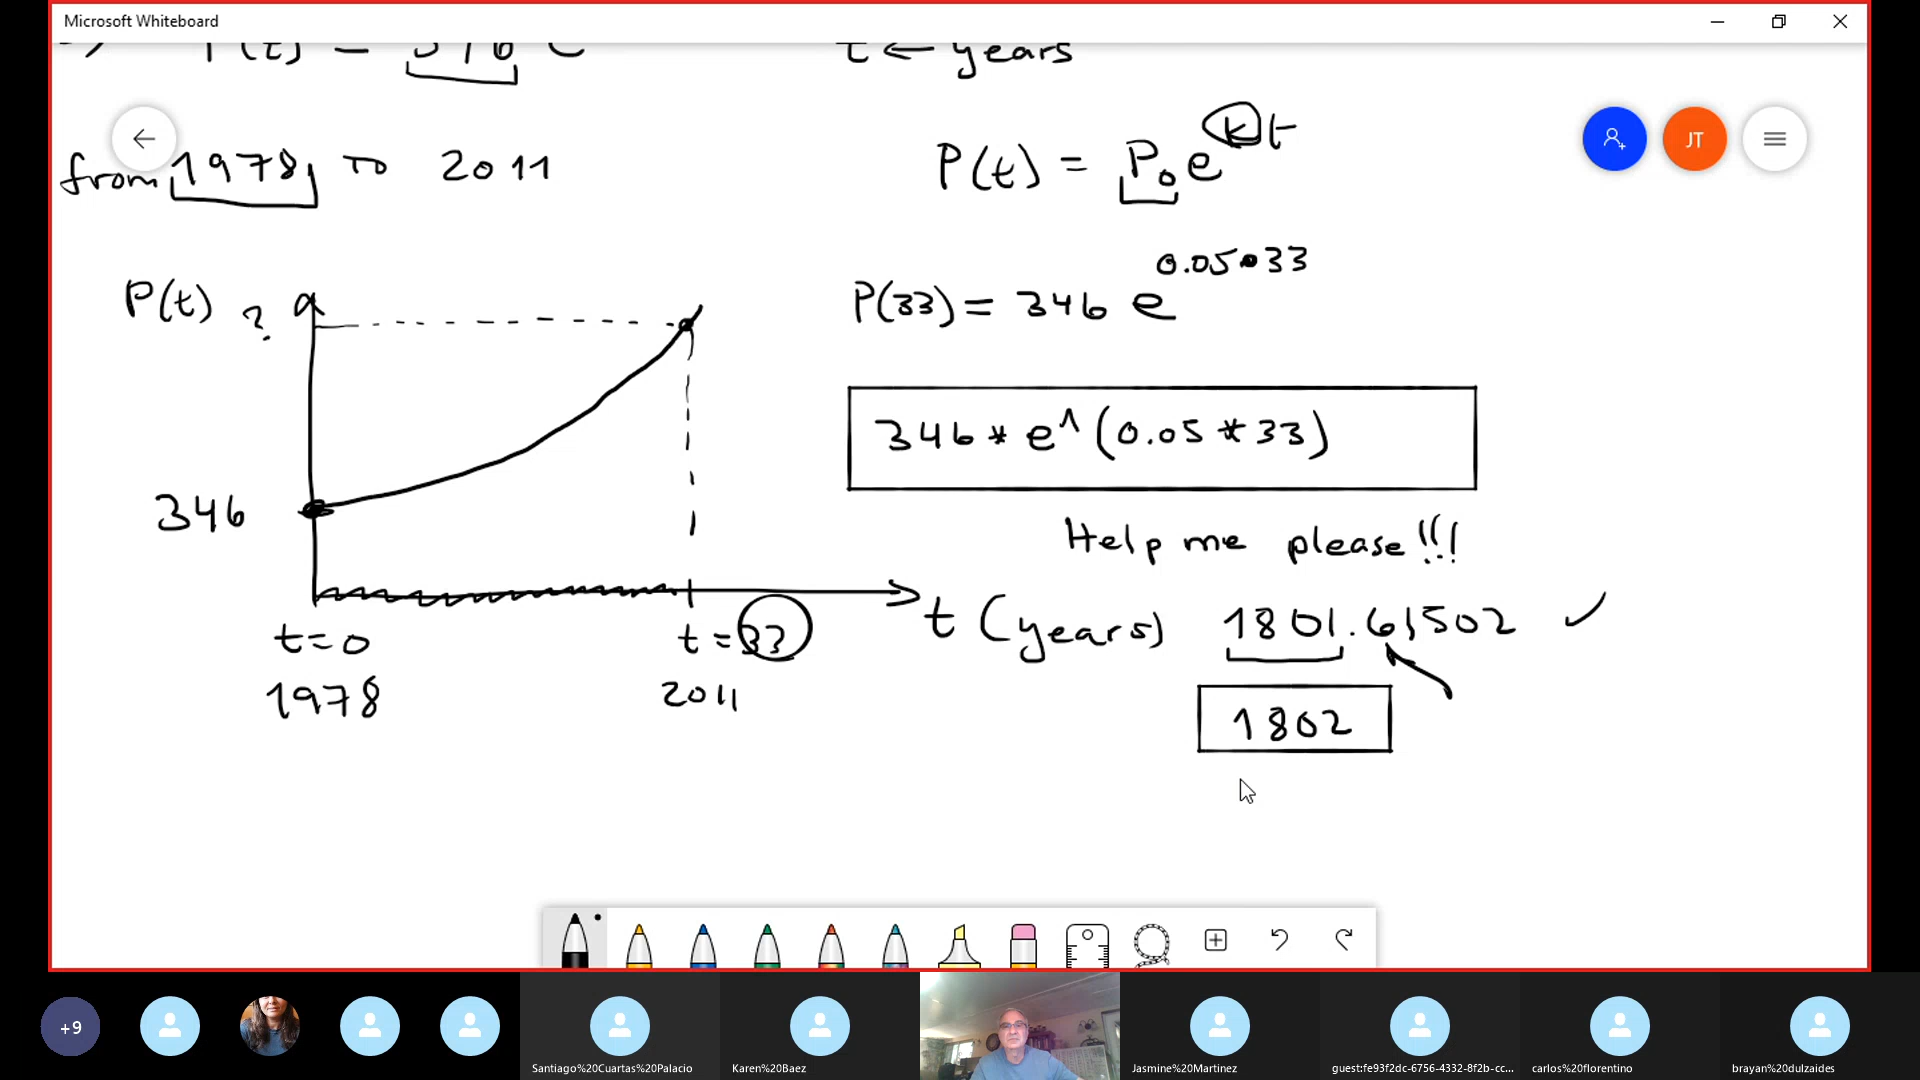 Microsoft Whiteboard
t ← years
from 1978 to 2011
P(t) = P₀e^kt
P(33) = 346 e^0.05•33
P(t) ?
346 * e^(0.05 * 33)
346
Help me please!!!
t (years)
1801.61502 ✓
t=0
t = 33
1978
2011
1802
JT
+9
Santiago%20Cuartas%20Palacio
Karen%20Baez
Jasmine%20Martinez
guest:fe93f2dc-6756-4332-8f2b-cc...
carlos%20florentino
brayan%20dulzaides